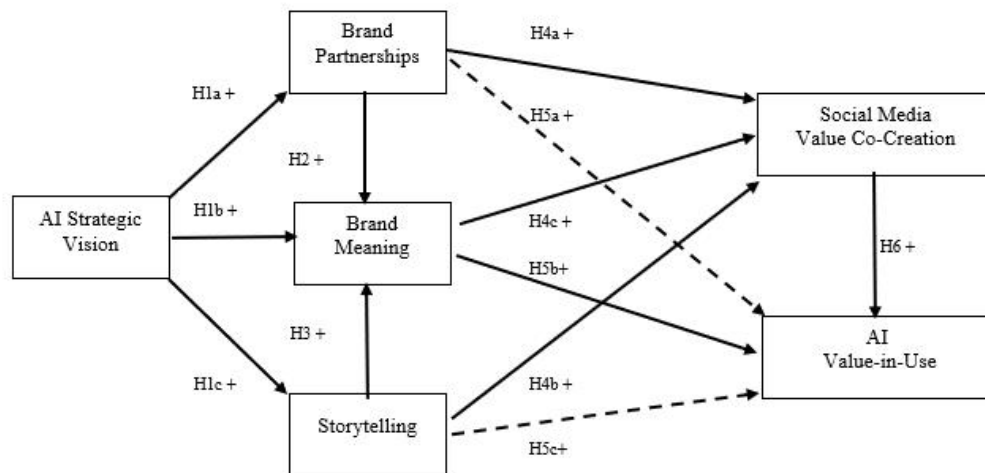 Brand
Partnerships
H4a +
H1a +
H5a +
Social Media
Value Co-Creation
H2 +
AI Strategic
Vision
H1b +
Brand
Meaning
H4c +
H6 +
H5b+
H3 +
AI
Value-in-Use
H1c +
H4b +
Storytelling
H5c+